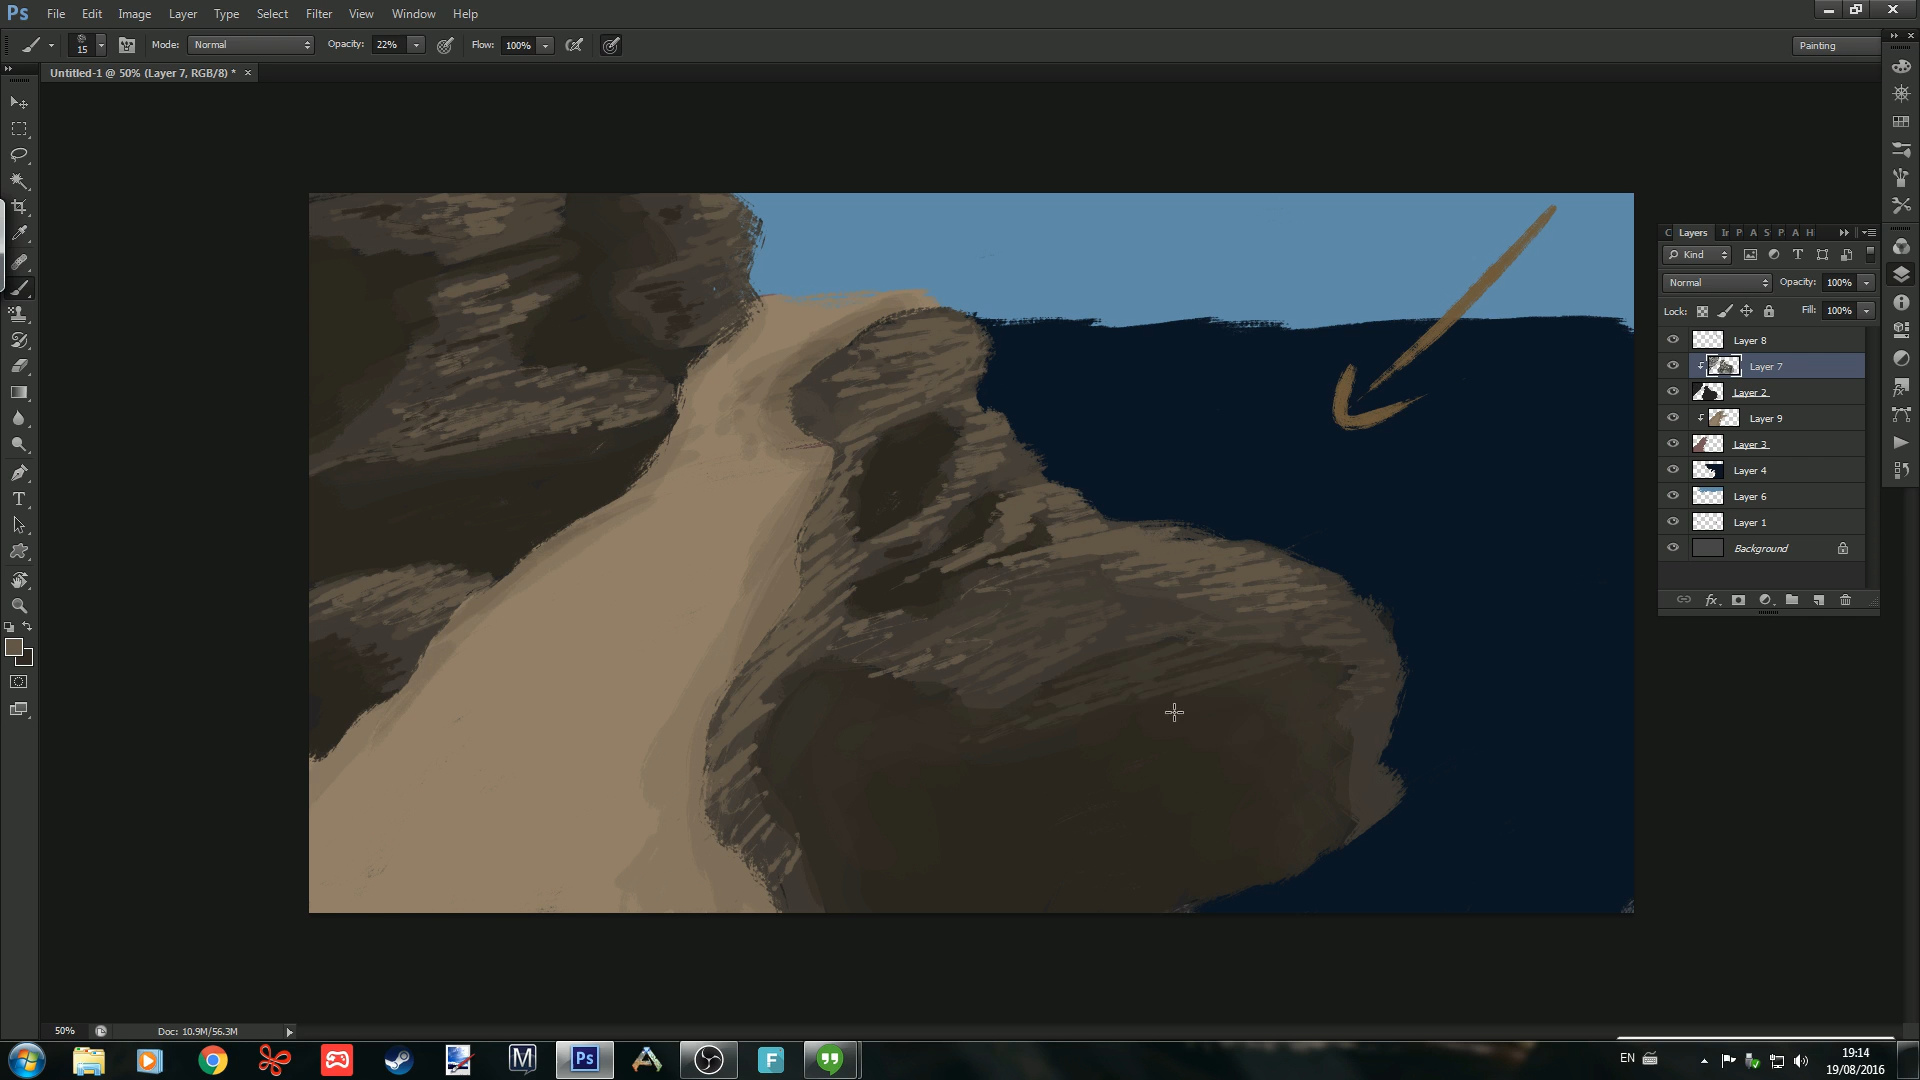 Ps File Edit Image Layer Type Select Filter View Window Help
15 Mode: Normal Opacity: 22% Flow: 100% Painting
Untitled-1 @ 50% (Layer 7, RGB/8) * ×
C Layers Ir P A S P A H
Kind T
Normal Opacity: 100%
Lock: Fill: 100%
Layer 8
Layer 7
Layer 2
Layer 9
Layer 3
Layer 4
Layer 6
Layer 1
Background
fx
T
50% Doc: 10.9M/56.3M
M Ps F EN 19:14
19/08/2016